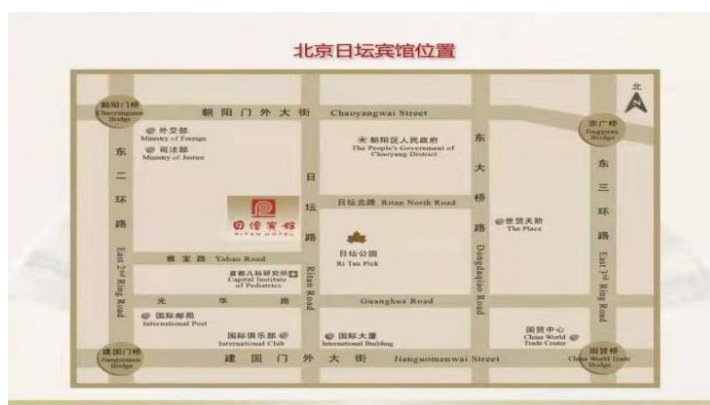 北京日坛宾馆位置
北
朝阳门桥
Chaoyangmen
Bridge
朝阳门外大街 Chaoyangwai Street
京广桥
Jingguan
Bridge
外交部
Ministry of Foreign
司法部
Ministry of Justice
朝阳区人民政府
The People's Government of
Chaoyang District
东二环路 East 2nd Ring Road
日坛路 Ritan Road
东大桥路 Dongdaqiao Road
东三环路 East 3rd Ring Road
日坛宾馆
RITAN HOTEL
日坛北路 Ritan North Road
世贸天阶
The Place
日坛公园
Ri Tan Pick
雅宝路 Yabao Road
首都儿科研究所
Capital Institute
of Pediatrics
光华路 Guanghua Road
国际邮局
International Post
国际俱乐部
International Club
国际大厦
International Building
国贸中心
China World
Trade Center
建国门桥
Jianguomen
Bridge
建国门外大街 Jianguomenwai Street
国贸桥
China World Trade
Bridge